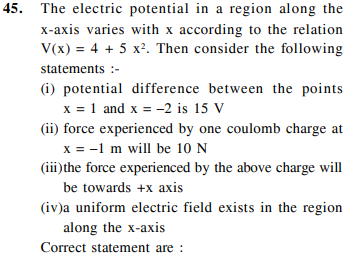 45. The electric potential in a region along the
x-axis varies with x according to the relation
V(x) = 4 + 5 x². Then consider the following
statements :-
(i) potential difference between the points
x = 1 and x = –2 is 15 V
(ii) force experienced by one coulomb charge at
x = –1 m will be 10 N
(iii)the force experienced by the above charge will
be towards +x axis
(iv)a uniform electric field exists in the region
along the x-axis
Correct statement are :